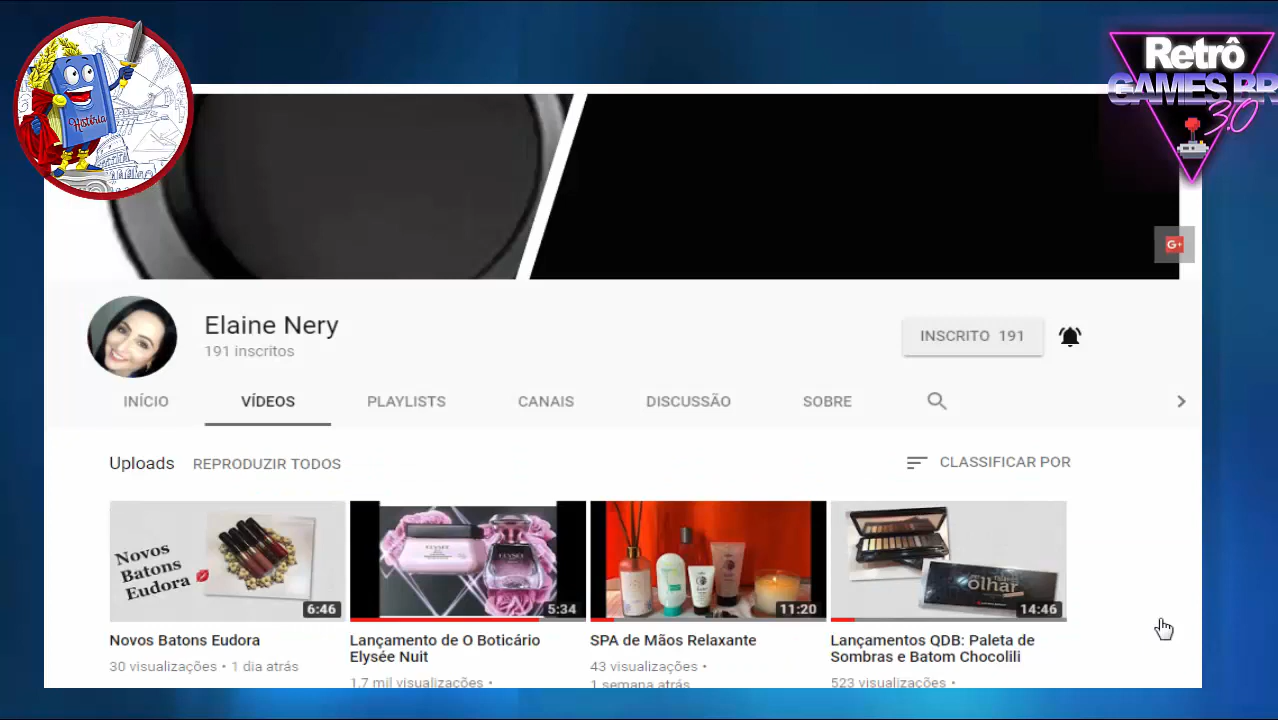 História
Retrô
GAMES BR
3.0
G+
Elaine Nery
191 inscritos
INSCRITO 191
INÍCIO VÍDEOS PLAYLISTS CANAIS DISCUSSÃO SOBRE
Uploads REPRODUZIR TODOS CLASSIFICAR POR
Novos
Batons
Eudora
6:46
ELYSÉE
5:34
11:20
olhar
14:46
Novos Batons Eudora
30 visualizações • 1 dia atrás
Lançamento de O Boticário
Elysée Nuit
1,7 mil visualizações •
SPA de Mãos Relaxante
43 visualizações •
1 semana atrás
Lançamentos QDB: Paleta de
Sombras e Batom Chocolili
523 visualizações •